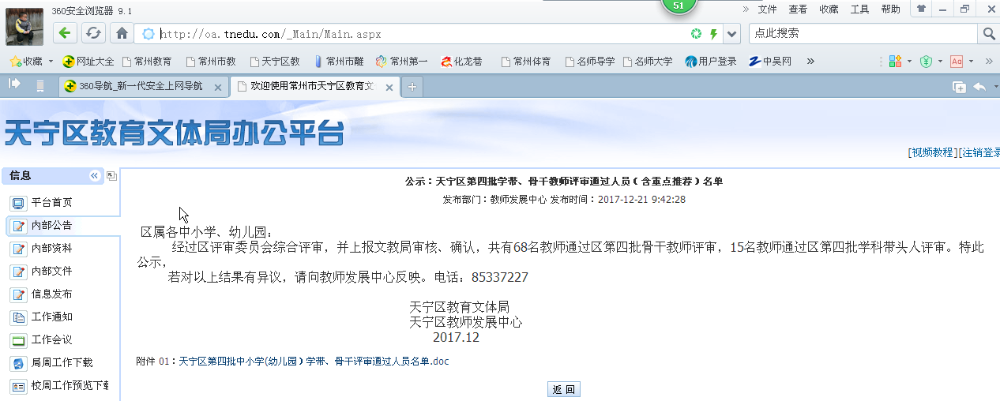 360安全浏览器 9.1
51
» 文件 查看 收藏 工具 帮助
http://oa.tnedu.com/_Main/Main.aspx
点此搜索
收藏 网址大全 常州教育 常州市教 天宁区教 常州市雕 常州第一 化龙巷 常州体育 名师导学 名师大学 用户登录 中吴网 »
360导航_新一代安全上网导航
欢迎使用常州市天宁区教育文
天宁区教育文体局办公平台
[视频教程][注销登录
信息
平台首页
内部公告
内部资料
内部文件
信息发布
工作通知
工作会议
局周工作下载
校周工作预览下载
公示：天宁区第四批学带、骨干教师评审通过人员（含重点推荐）名单
发布部门：教师发展中心 发布时间：2017-12-21 9:42:28
区属各中小学、幼儿园：
经过区评审委员会综合评审，并上报文教局审核、确认，共有68名教师通过区第四批骨干教师评审，15名教师通过区第四批学科带头人评审。特此
公示，
若对以上结果有异议，请向教师发展中心反映。电话：85337227
天宁区教育文体局
天宁区教师发展中心
2017.12
附件 01：天宁区第四批中小学(幼儿园）学带、骨干评审通过人员名单.doc
返 回